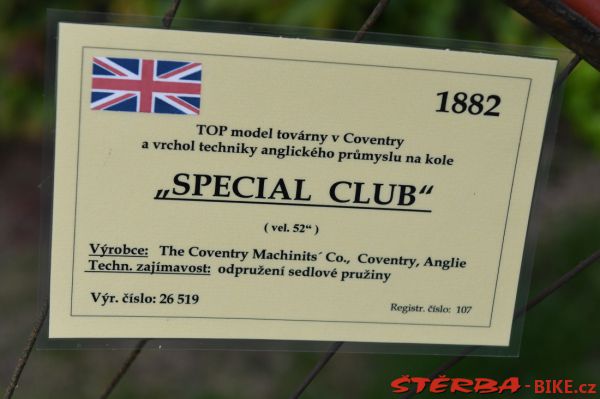 1882
TOP model továrny v Coventry
a vrchol techniky anglického průmyslu na kole
„SPECIAL CLUB“
( vel. 52“ )
Výrobce: The Coventry Machinits´ Co., Coventry, Anglie
Techn. zajímavost: odpružení sedlové pružiny
Výr. číslo: 26 519
Registr. číslo: 107
ŠTĚRBA-BIKE.cz